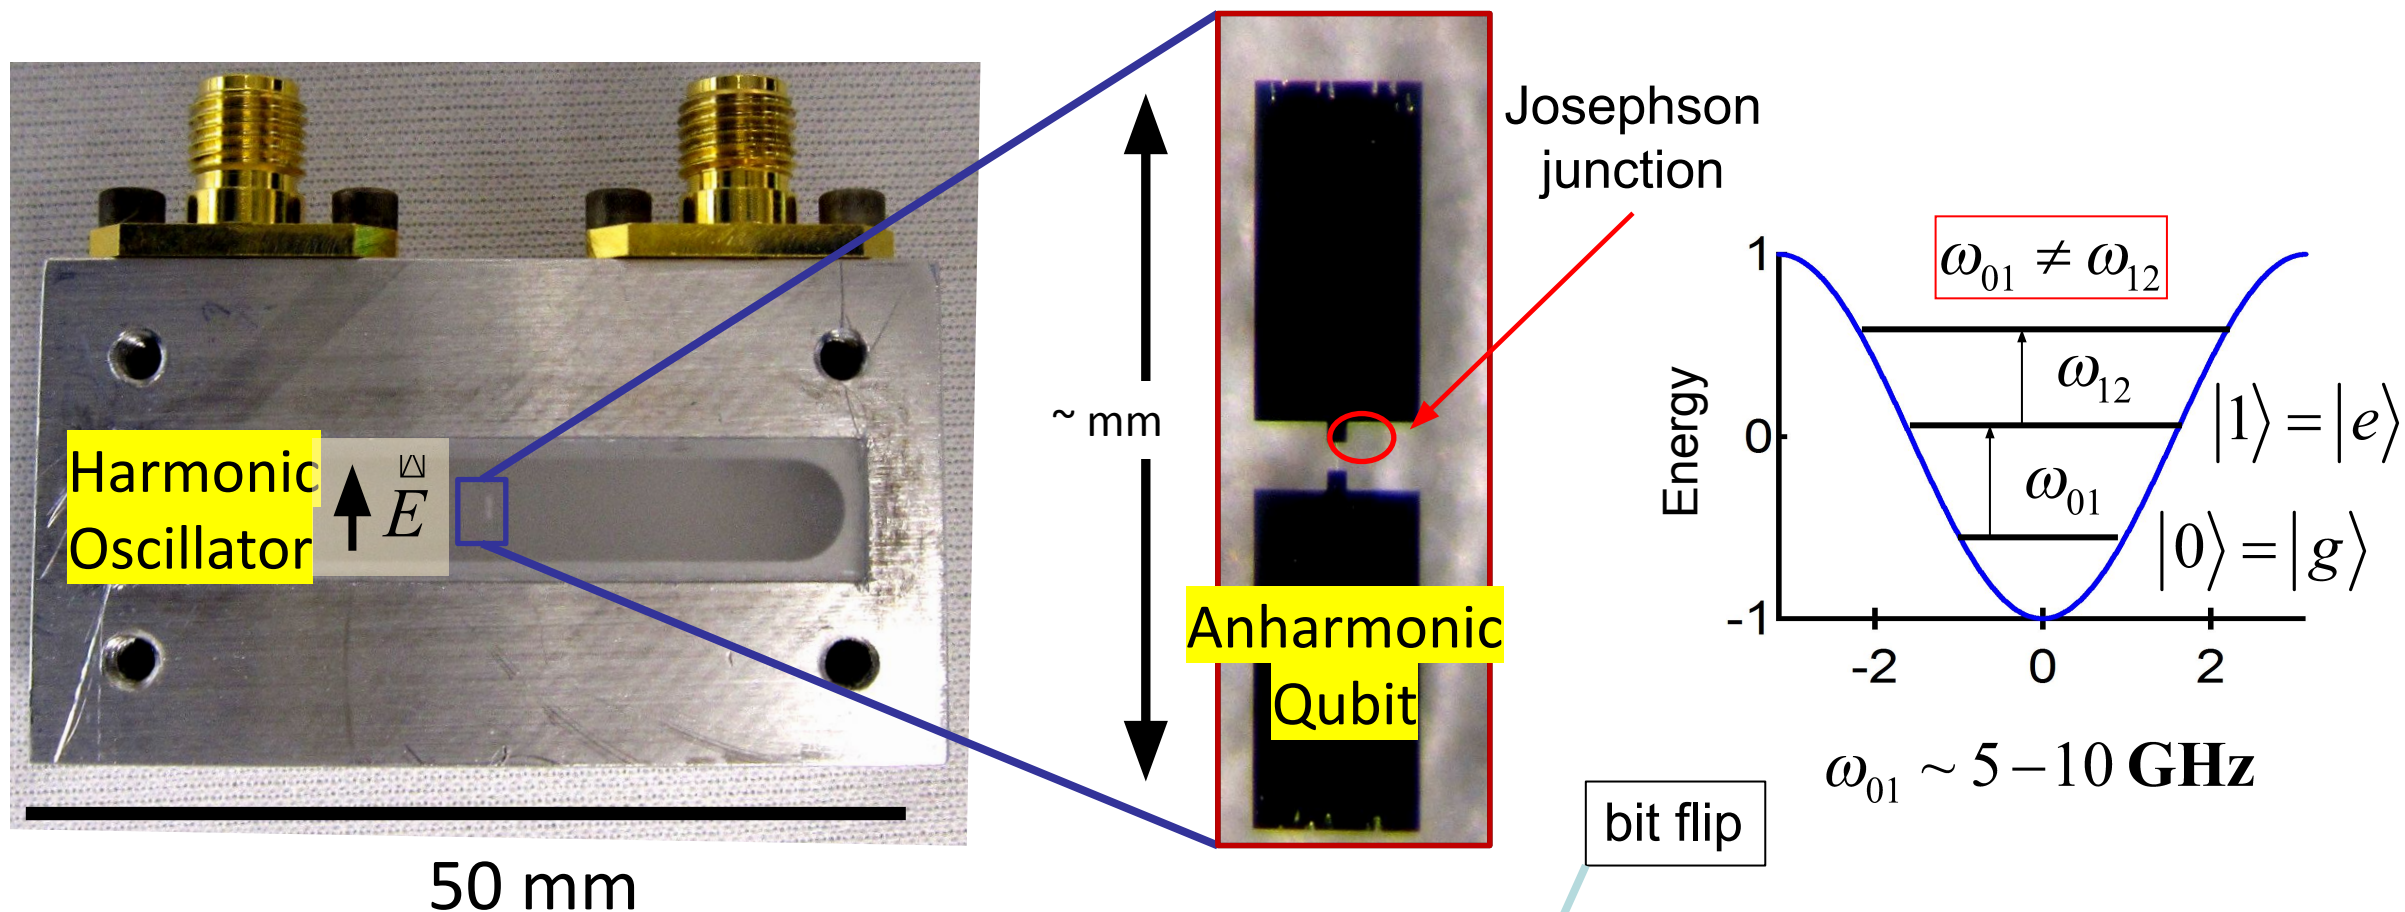 Harmonic
Oscillator
E
50 mm
~ mm
Josephson
junction
Anharmonic
Qubit
ω₀₁ ≠ ω₁₂
Energy
1
0
-1
-2
0
2
ω₁₂
ω₀₁
|1⟩ = |e⟩
|0⟩ = |g⟩
ω₀₁ ~ 5 – 10 GHz
bit flip